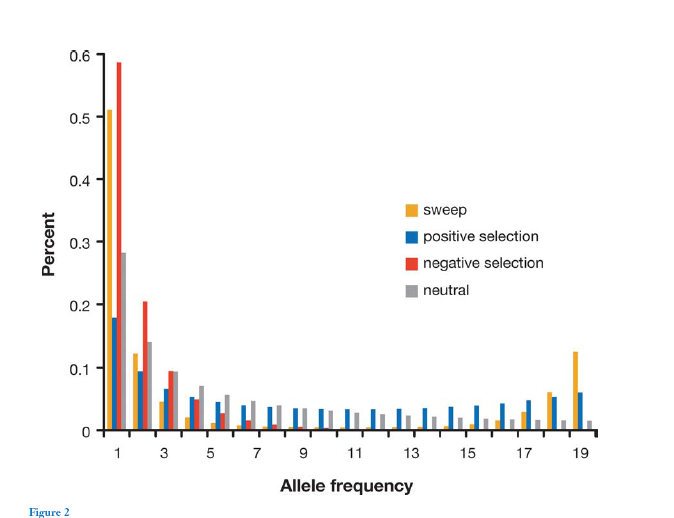 0.6
0.5
0.4
0.3
0.2
0.1
0
Percent
sweep
positive selection
negative selection
neutral
1 3 5 7 9 11 13 15 17 19
Allele frequency
Figure 2